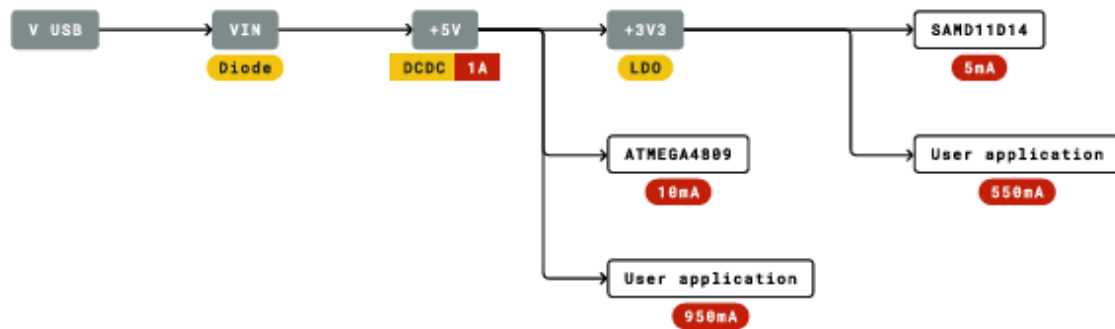 V USB
VIN
+5V
+3V3
SAMD11D14
Diode
DCDC 1A
LDO
5mA
ATMEGA4809
User application
10mA
550mA
User application
950mA